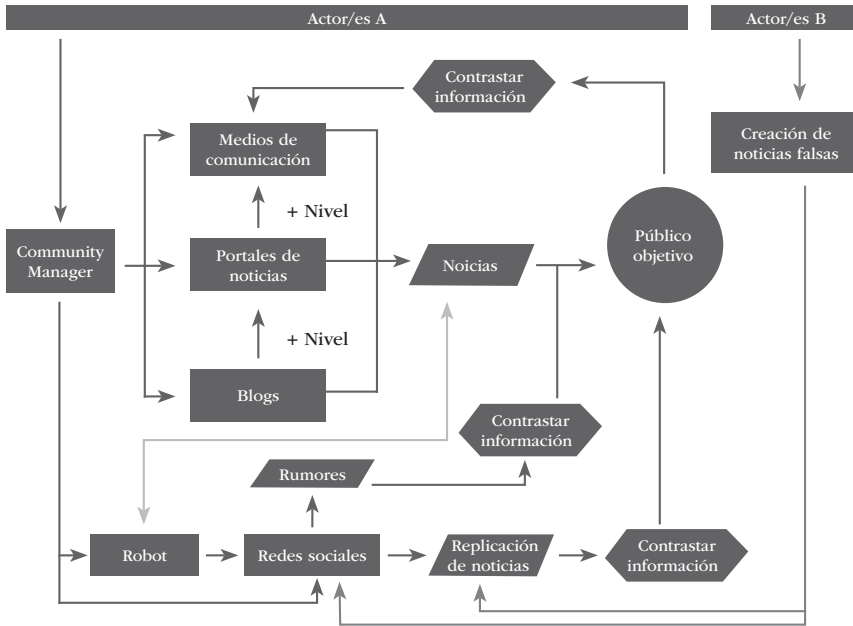 Actor/es A
Actor/es B
Contrastar
información
Medios de
comunicación
Creación de
noticias falsas
+ Nivel
Community
Manager
Portales de
noticias
Noicias
Público
objetivo
+ Nivel
Blogs
Contrastar
información
Rumores
Robot
Redes sociales
Replicación
de noticias
Contrastar
información